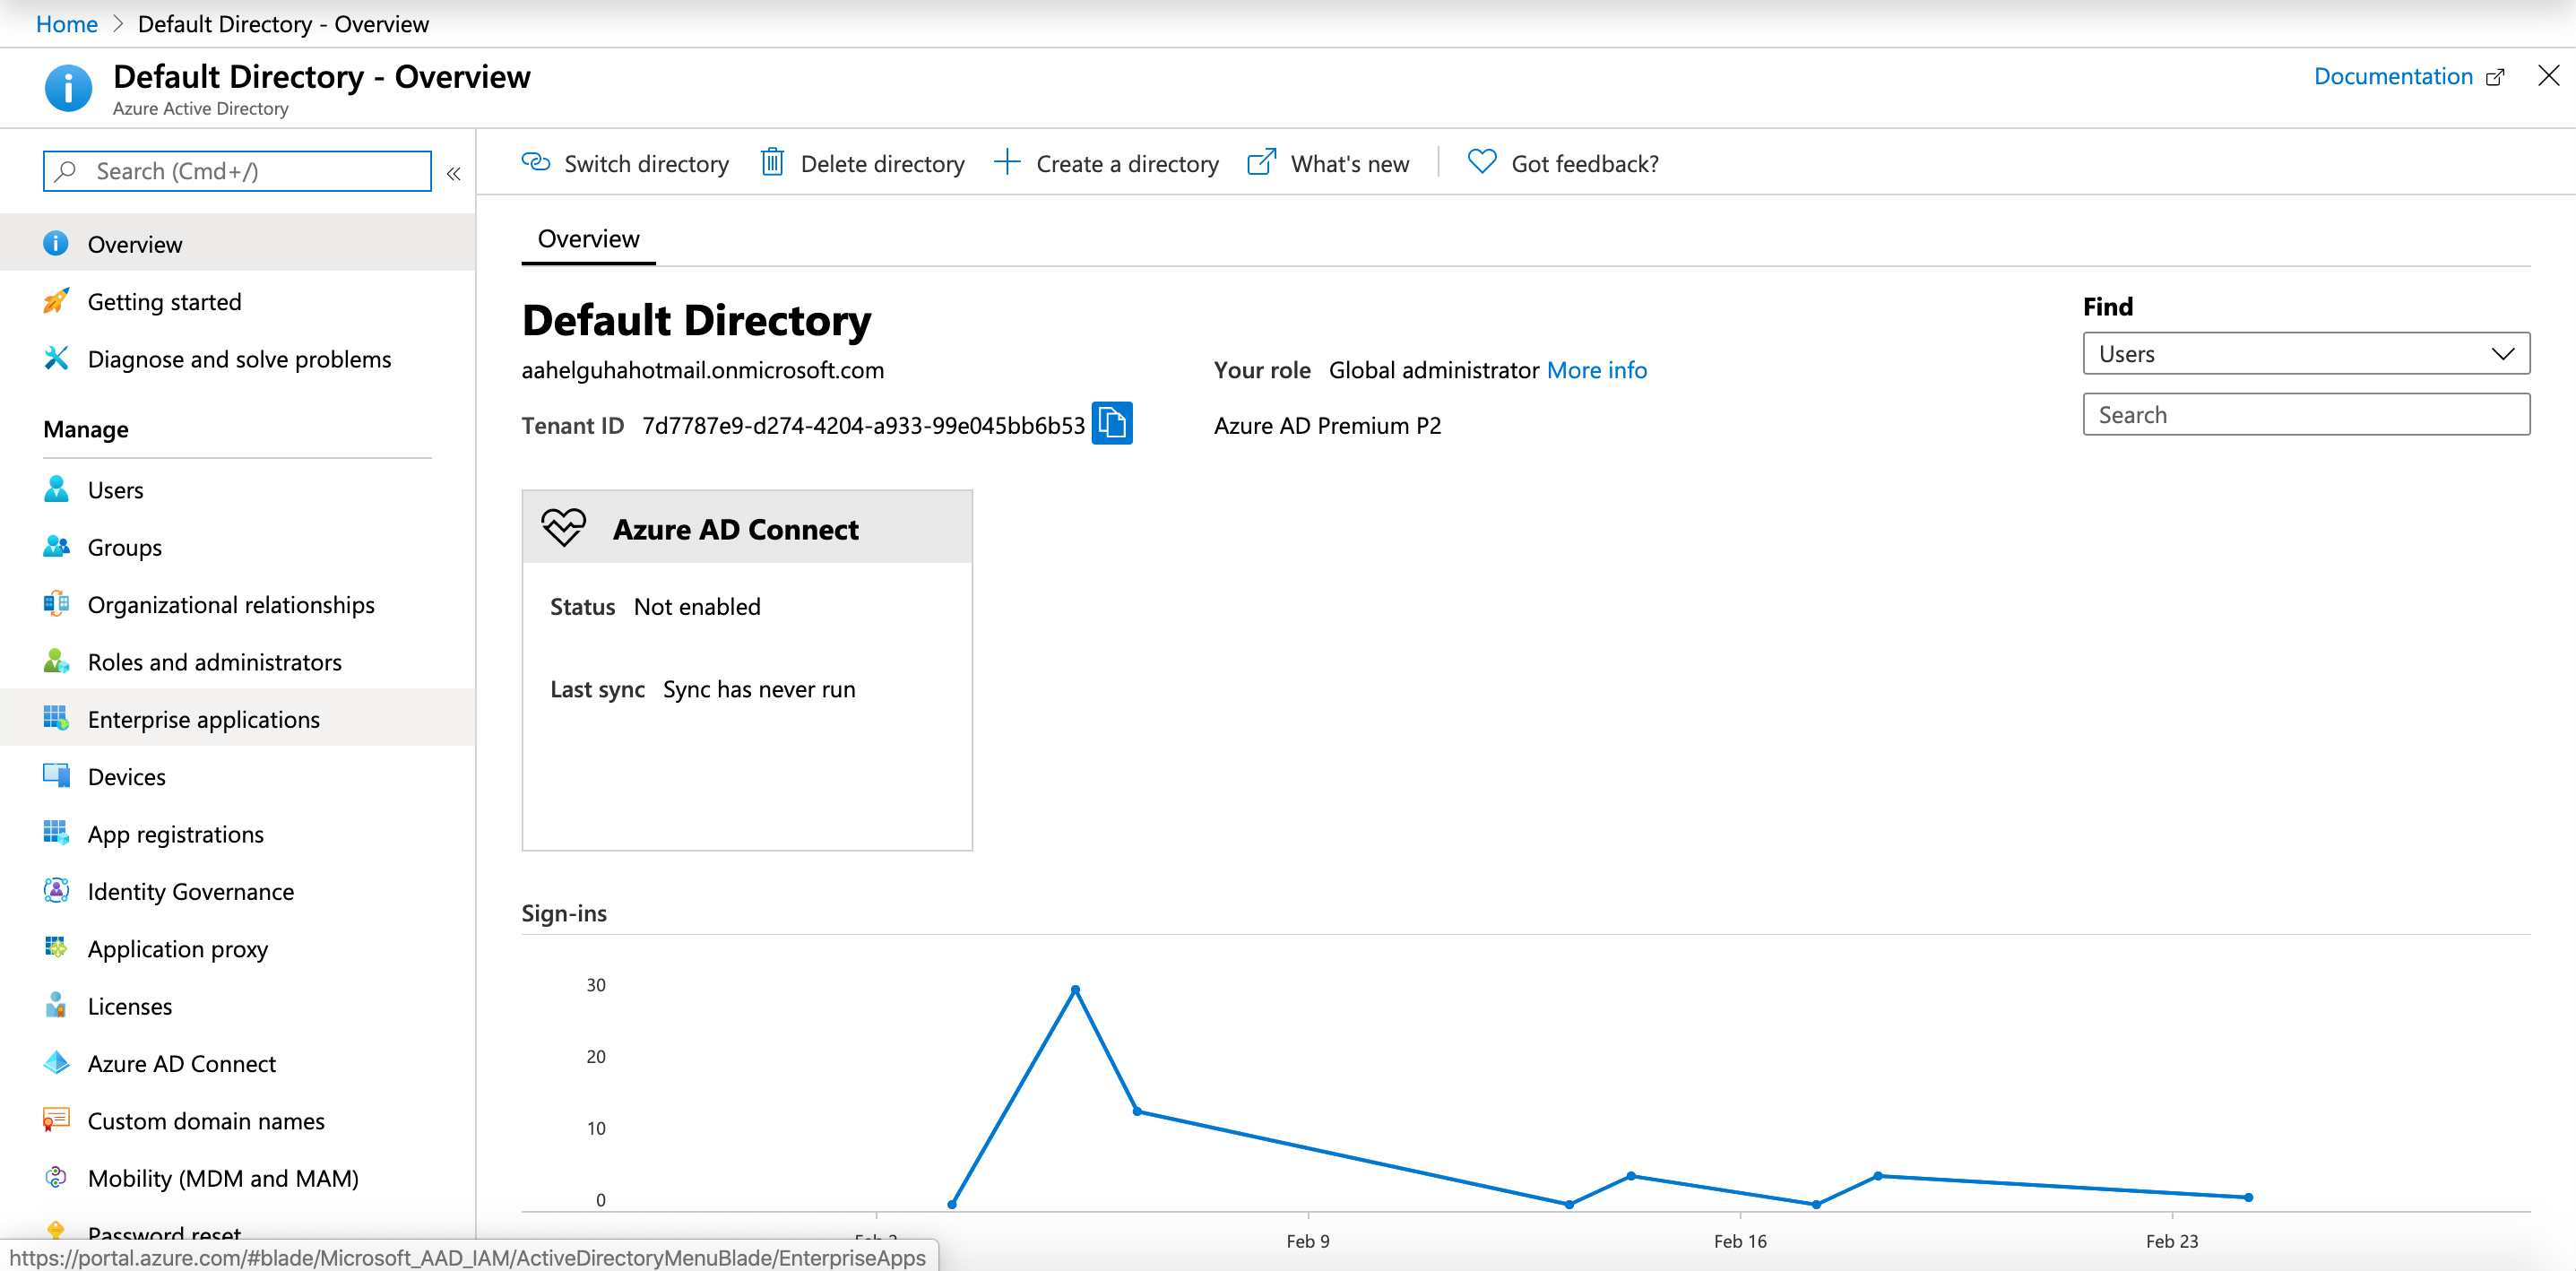 Home > Default Directory - Overview
Default Directory - Overview
Azure Active Directory
Documentation
Search (Cmd+/)
«
Overview
Getting started
Diagnose and solve problems
Manage
Users
Groups
Organizational relationships
Roles and administrators
Enterprise applications
Devices
App registrations
Identity Governance
Application proxy
Licenses
Azure AD Connect
Custom domain names
Mobility (MDM and MAM)
Password reset
https://portal.azure.com/#blade/Microsoft_AAD_IAM/ActiveDirectoryMenuBlade/EnterpriseApps
Switch directory Delete directory Create a directory What's new Got feedback?
Overview
Default Directory
aahelguhahotmail.onmicrosoft.com
Tenant ID 7d7787e9-d274-4204-a933-99e045bb6b53
Your role Global administrator More info
Azure AD Premium P2
Find
Users
Search
Azure AD Connect
Status Not enabled
Last sync Sync has never run
Sign-ins
30
20
10
0
Feb 2 Feb 9 Feb 16 Feb 23